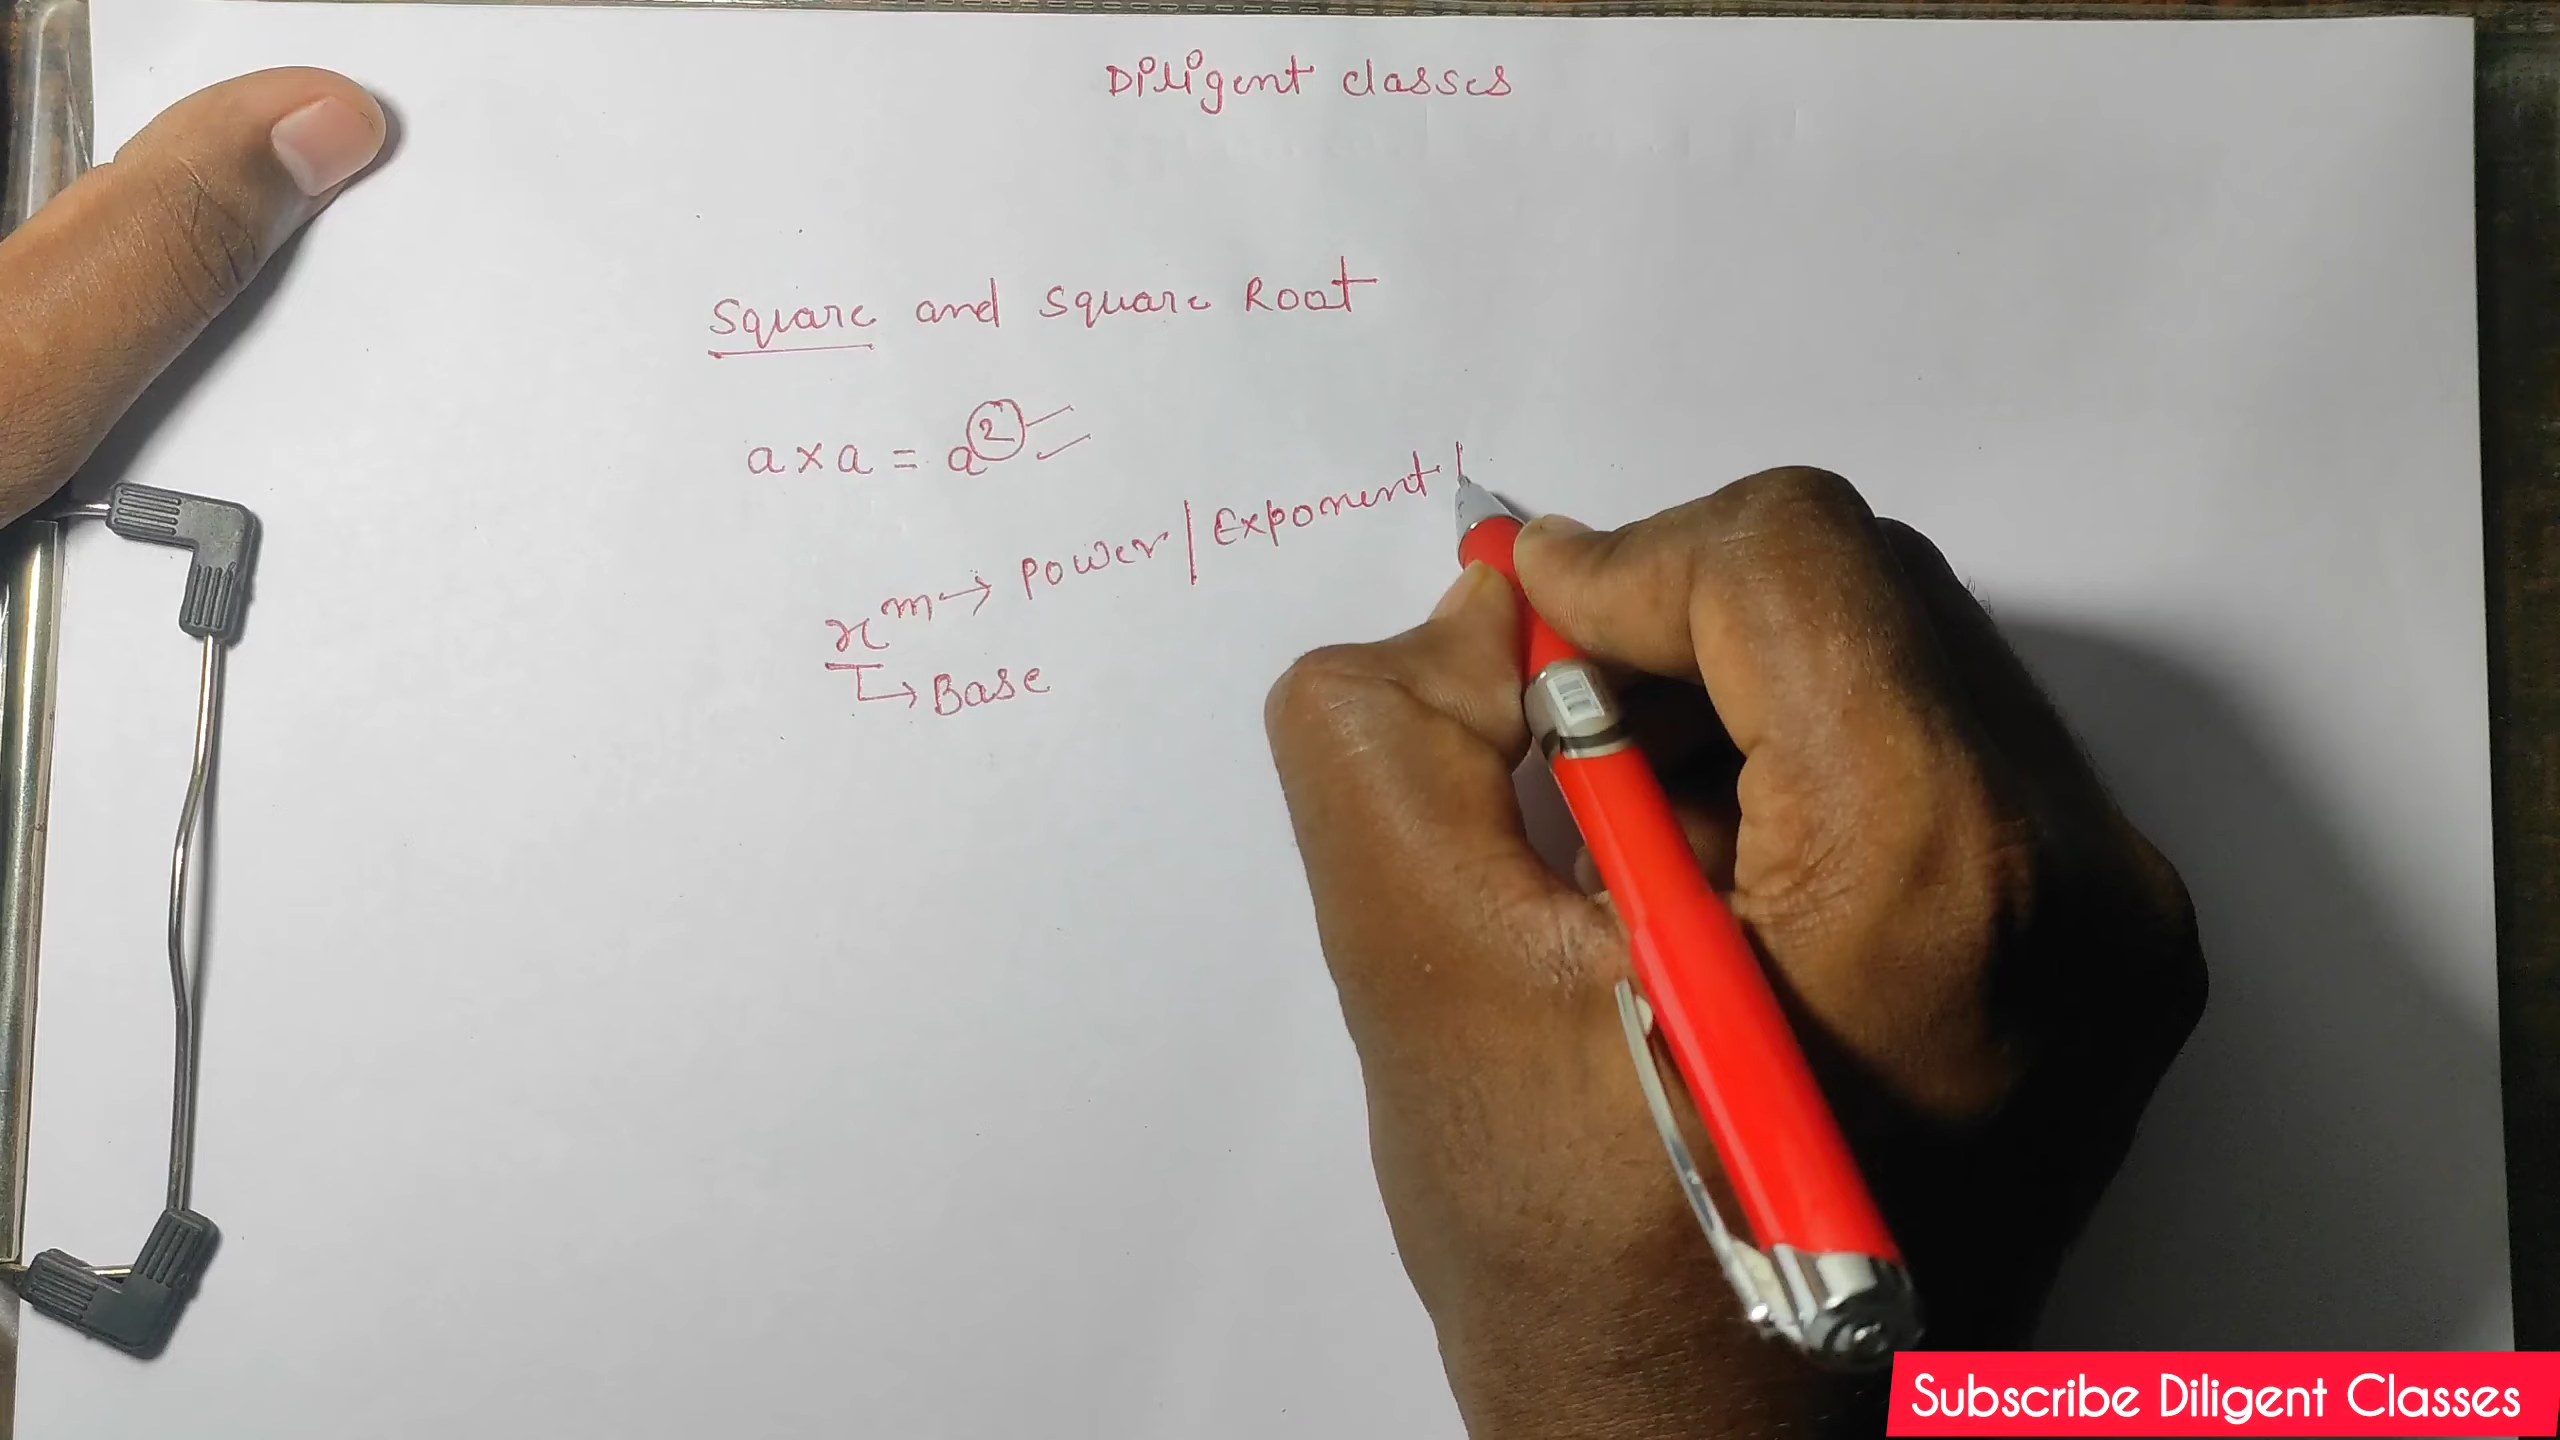 Diligent classes
Square and Square Root
a × a = a²
xᵐ → Power | Exponent |
↳ Base
Subscribe Diligent Classes